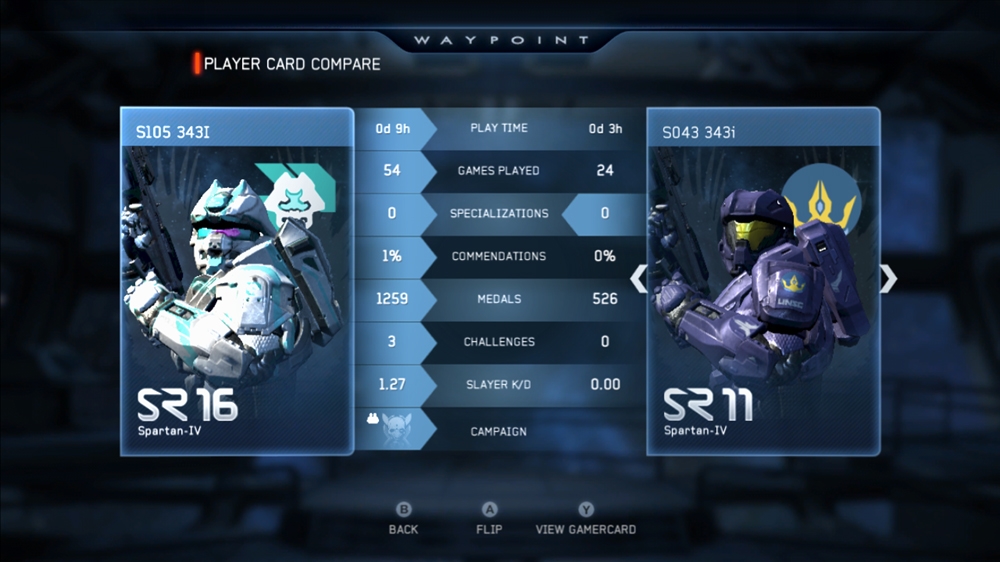 WAYPOINT
PLAYER CARD COMPARE
S105 343I
S043 343i
0d 9h PLAY TIME 0d 3h
54 GAMES PLAYED 24
0 SPECIALIZATIONS 0
1% COMMENDATIONS 0%
1259 MEDALS 526
3 CHALLENGES 0
1.27 SLAYER K/D 0.00
CAMPAIGN
UNSC
SR 16
Spartan-IV
SR 11
Spartan-IV
B A Y
BACK FLIP VIEW GAMERCARD